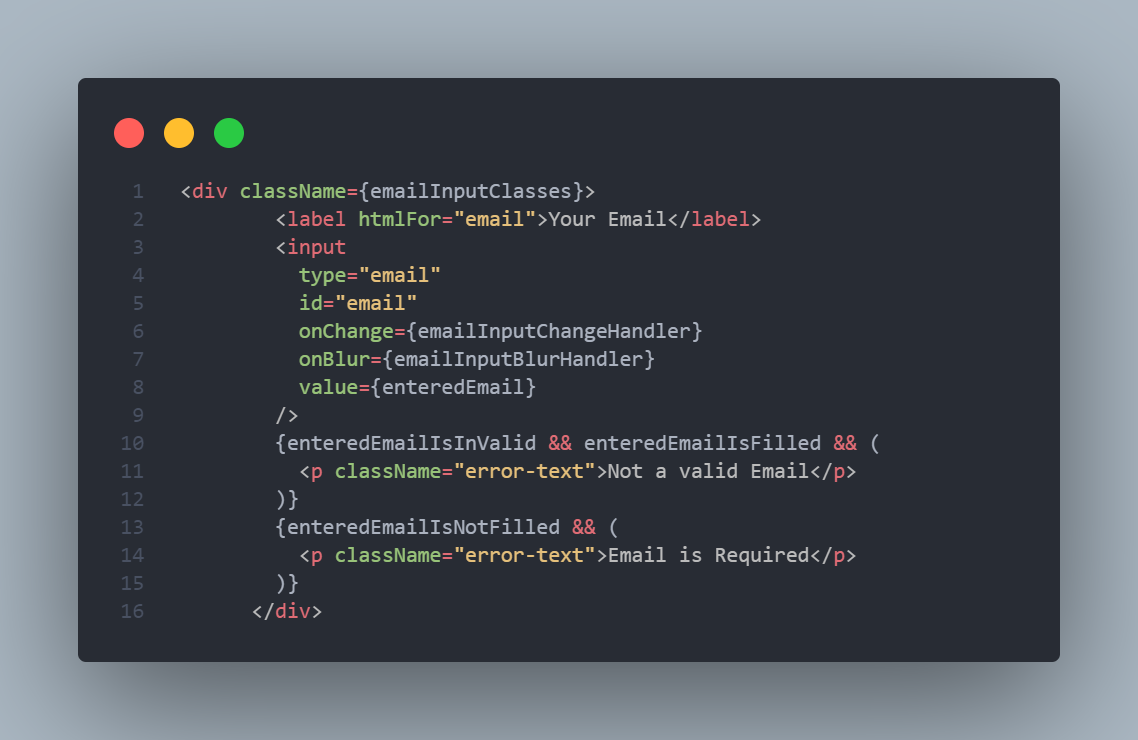 1 <div className={emailInputClasses}>
2 <label htmlFor="email">Your Email</label>
3 <input
4 type="email"
5 id="email"
6 onChange={emailInputChangeHandler}
7 onBlur={emailInputBlurHandler}
8 value={enteredEmail}
9 />
10 {enteredEmailIsInValid && enteredEmailIsFilled && (
11 <p className="error-text">Not a valid Email</p>
12 )}
13 {enteredEmailIsNotFilled && (
14 <p className="error-text">Email is Required</p>
15 )}
16 </div>